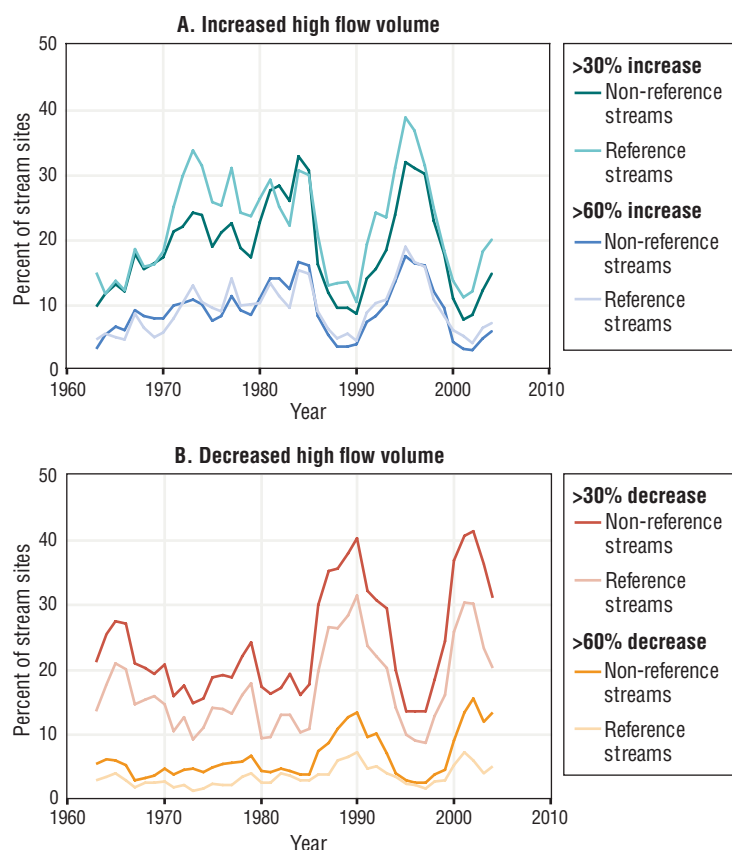 A. Increased high flow volume
50
40
30
20
10
0
Percent of stream sites
1960 1970 1980 1990 2000 2010
Year
>30% increase
Non-reference
streams
Reference
streams
>60% increase
Non-reference
streams
Reference
streams
B. Decreased high flow volume
50
40
30
20
10
0
Percent of stream sites
1960 1970 1980 1990 2000 2010
Year
>30% decrease
Non-reference
streams
Reference
streams
>60% decrease
Non-reference
streams
Reference
streams